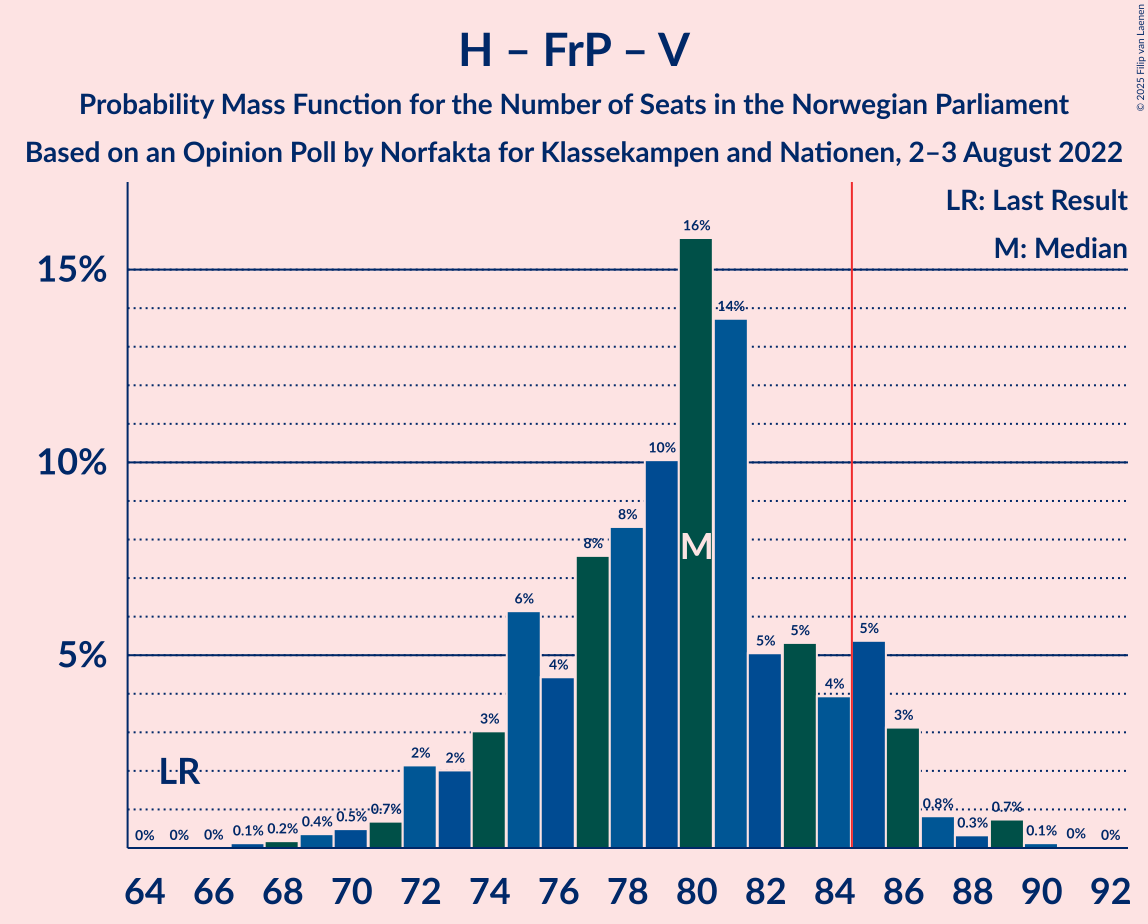 H – FrP – V
Probability Mass Function for the Number of Seats in the Norwegian Parliament
Based on an Opinion Poll by Norfakta for Klassekampen and Nationen, 2–3 August 2022
© 2025 Filip van Laenen
LR: Last Result
M: Median
15%
10%
5%
0% 0% 0% 0.1% 0.2% 0.4% 0.5% 0.7% 2% 2% 3% 6% 4% 8% 8% 10% 16% 14% 5% 5% 4% 5% 3% 0.8% 0.3% 0.7% 0.1% 0% 0%
LR
M
64 66 68 70 72 74 76 78 80 82 84 86 88 90 92